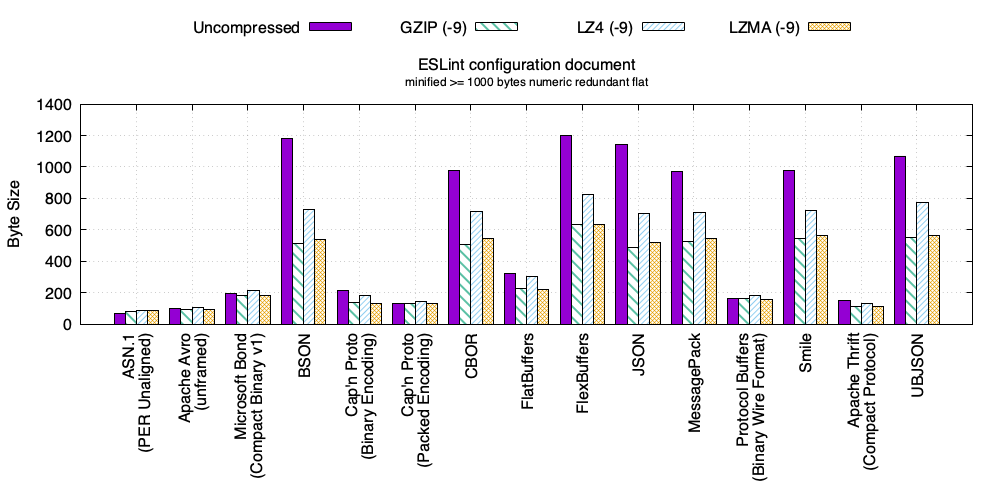 Uncompressed GZIP (-9) LZ4 (-9) LZMA (-9)
ESLint configuration document
minified >= 1000 bytes numeric redundant flat
Byte Size
1400
1200
1000
800
600
400
200
0
ASN.1
(PER Unaligned)
Apache Avro
(unframed)
Microsoft Bond
(Compact Binary v1)
BSON
Cap'n Proto
(Binary Encoding)
Cap'n Proto
(Packed Encoding)
CBOR
FlatBuffers
FlexBuffers
JSON
MessagePack
Protocol Buffers
(Binary Wire Format)
Smile
Apache Thrift
(Compact Protocol)
UBJSON